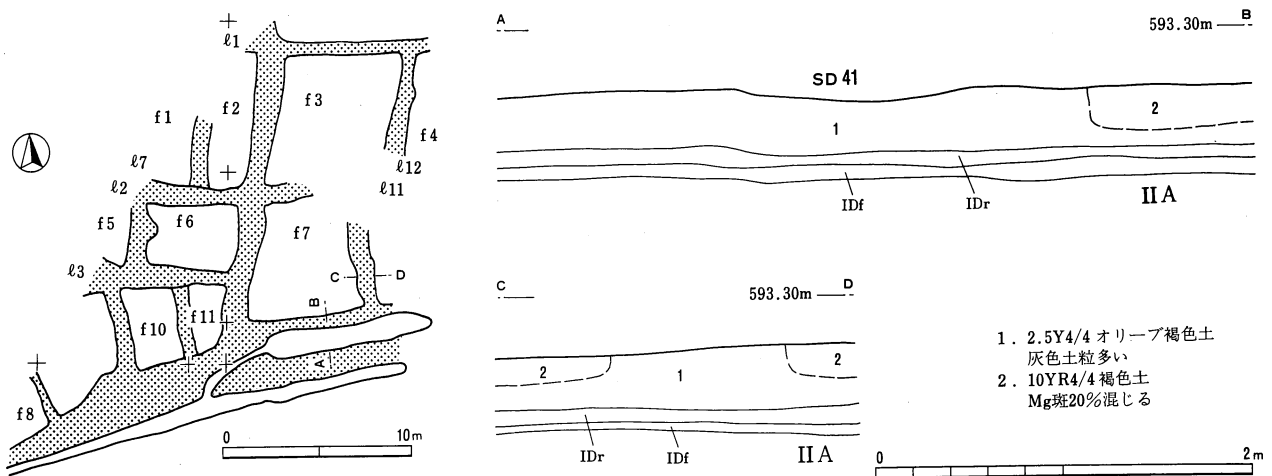 ℓ1
f1
f2
f3
f4
ℓ7
ℓ12
ℓ2
ℓ11
f5
f6
f7
ℓ3
C
D
B
f10
f11
A
f8
0
10m
A
B
593.30m
SD 41
1
2
IDf
IDr
II A
C
D
593.30m
2
1
2
IDr
IDf
II A
1. 2.5Y4/4 オリーブ褐色土
灰色土粒多い
2. 10YR4/4 褐色土
Mg斑20%混じる
0
2m